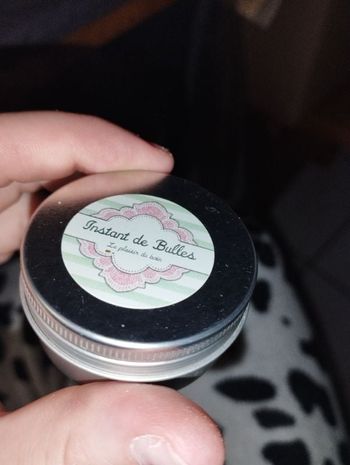 Instant de Bulles
Le plaisir du bain